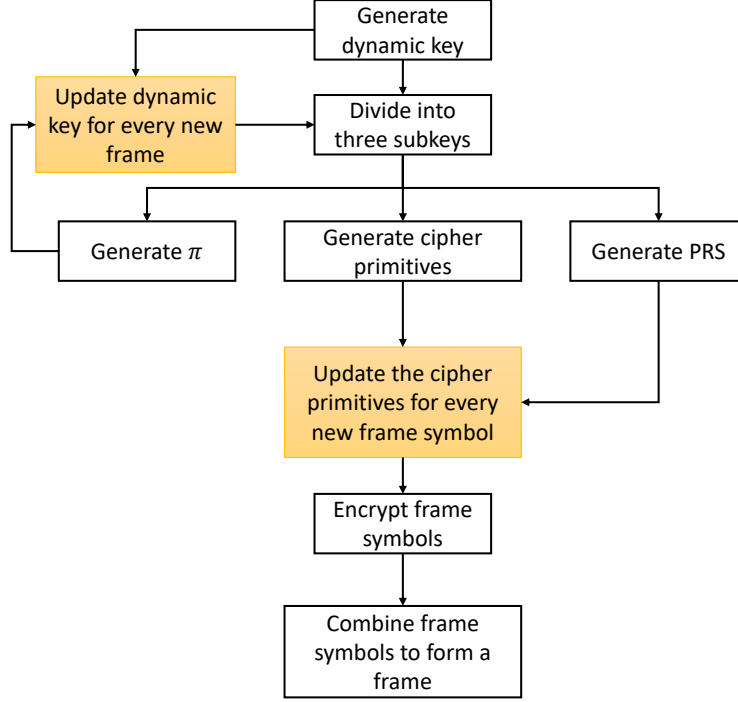 Generate
dynamic key
Update dynamic
key for every new
frame
Divide into
three subkeys
Generate π
Generate cipher
primitives
Generate PRS
Update the cipher
primitives for every
new frame symbol
Encrypt frame
symbols
Combine frame
symbols to form a
frame